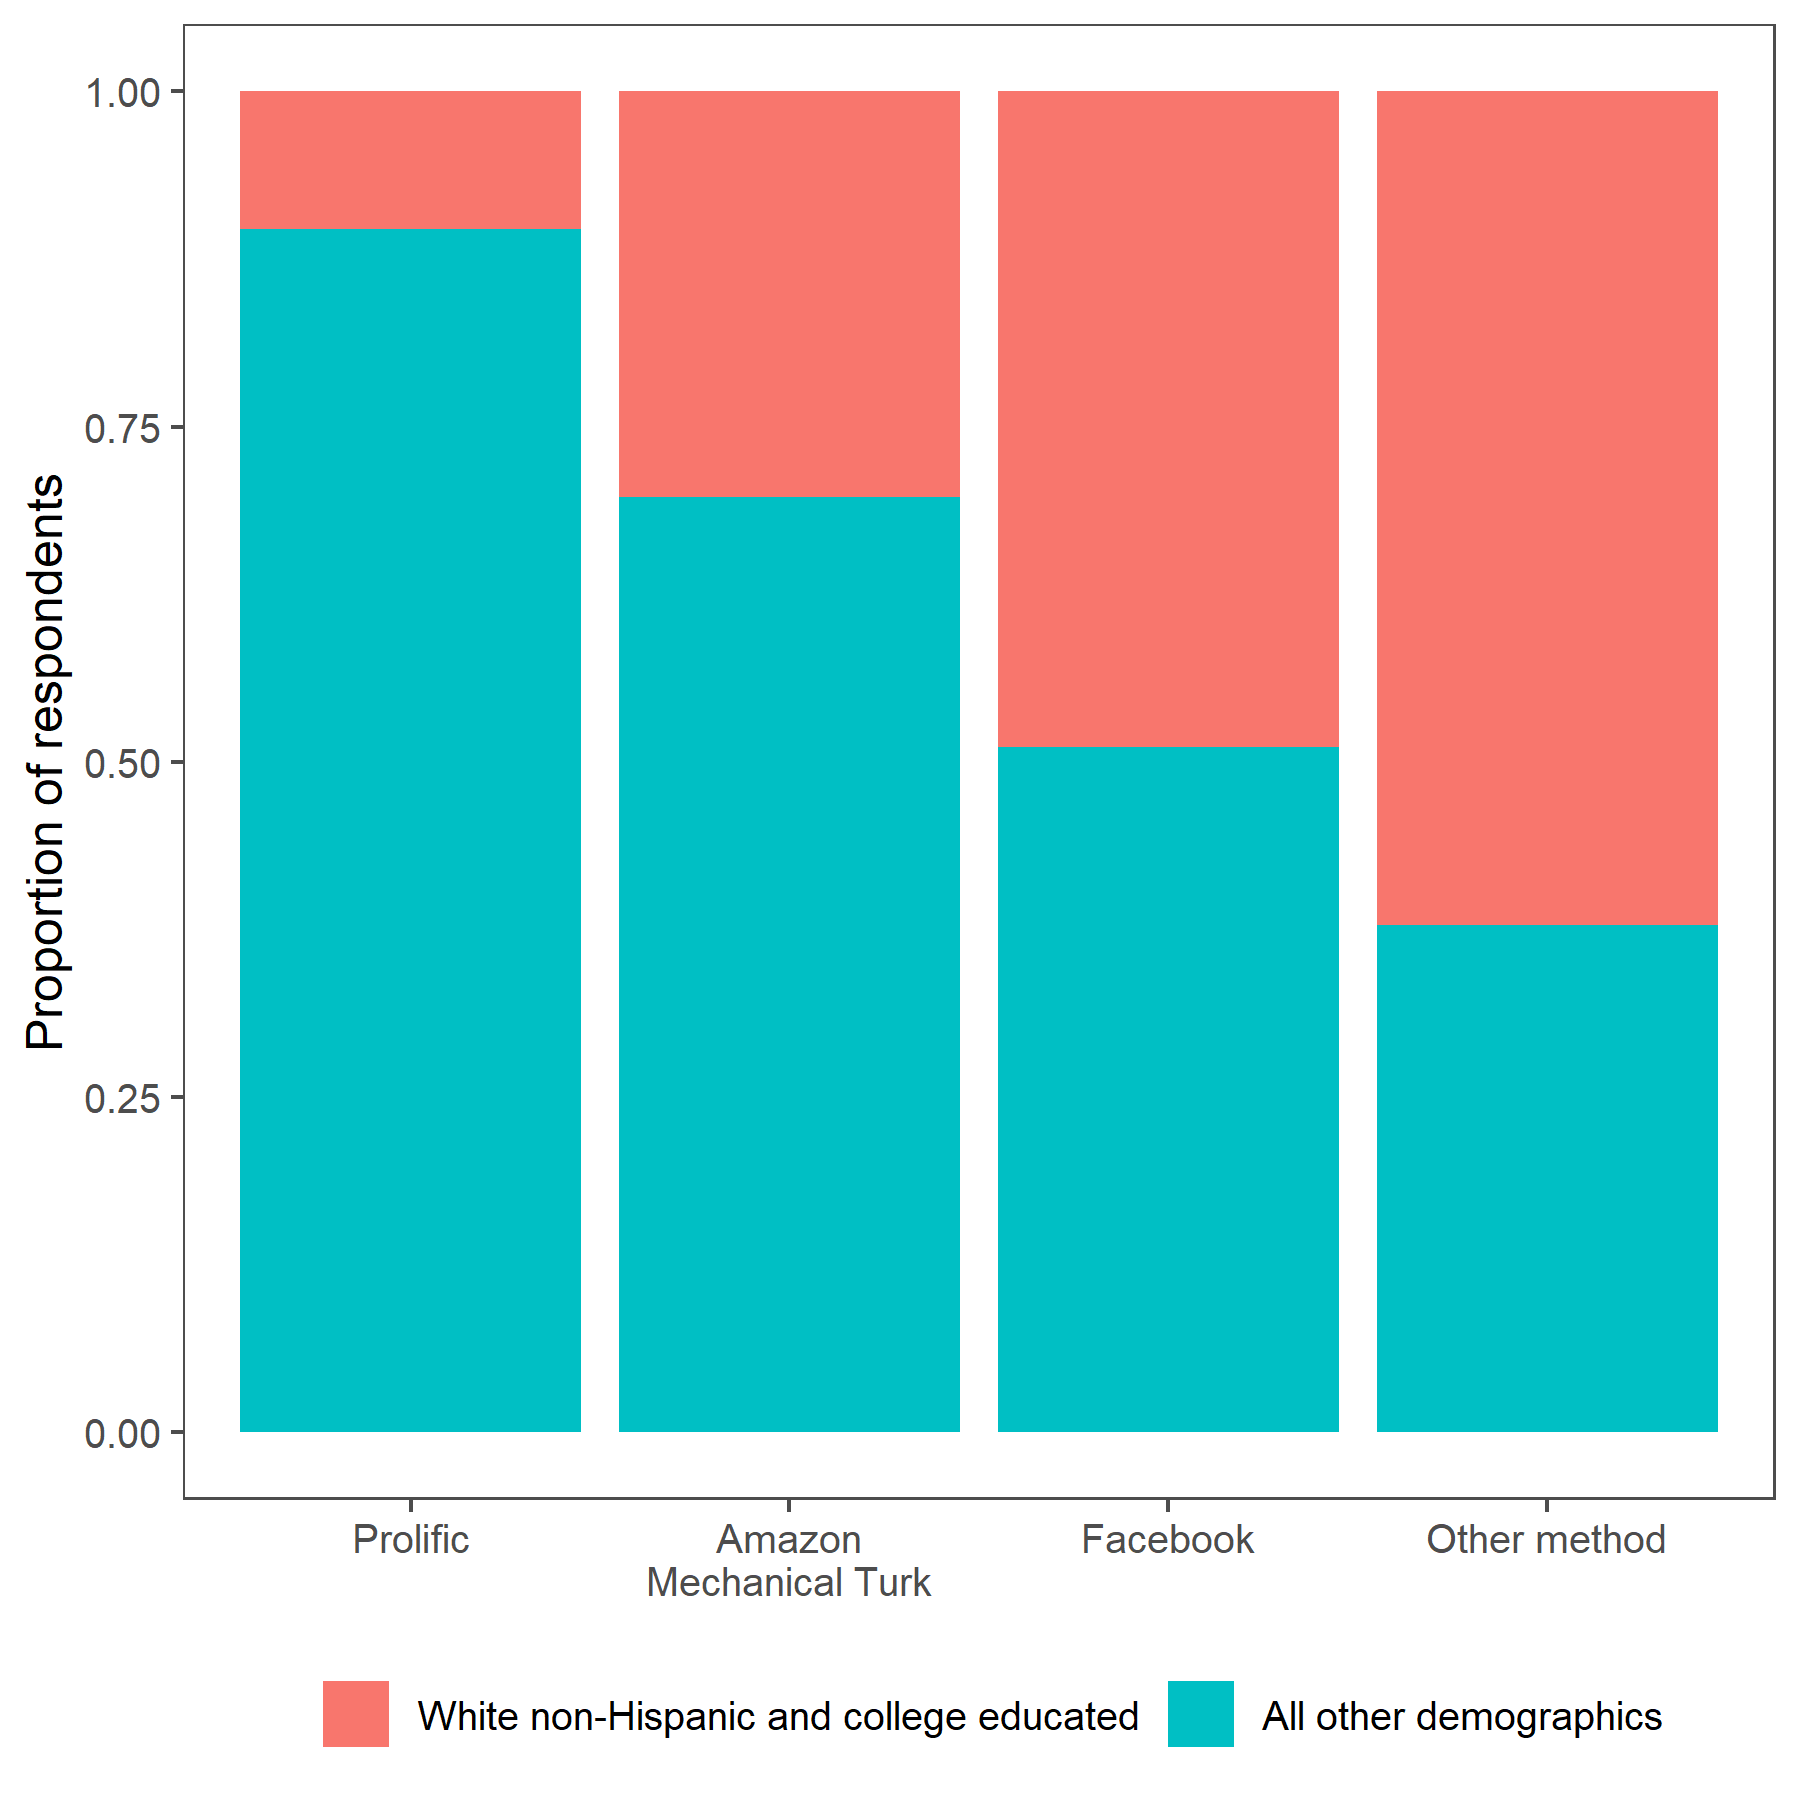 Proportion of respondents
1.00
0.75
0.50
0.25
0.00
Prolific
Amazon
Mechanical Turk
Facebook
Other method
White non-Hispanic and college educated
All other demographics